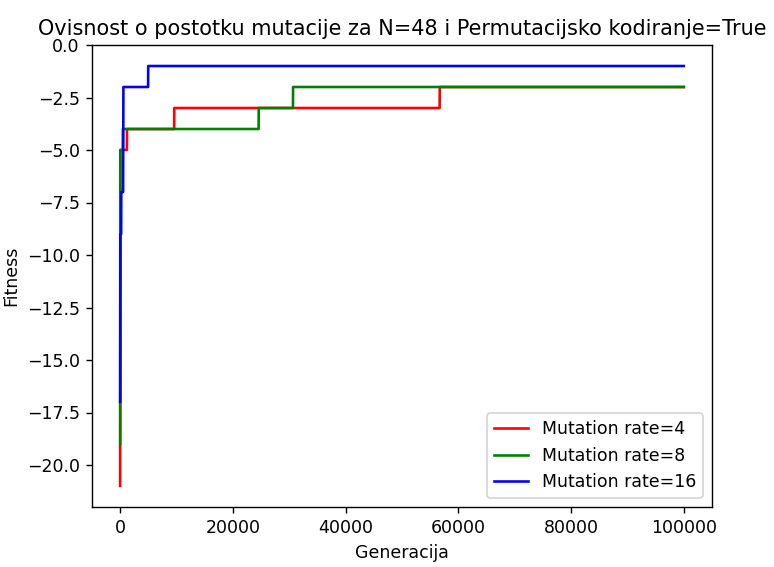 Ovisnost o postotku mutacije za N=48 i Permutacijsko kodiranje=True
0.0
−2.5
−5.0
−7.5
−10.0
−12.5
−15.0
−17.5
−20.0
Fitness
Mutation rate=4
Mutation rate=8
Mutation rate=16
0
20000
40000
60000
80000
100000
Generacija